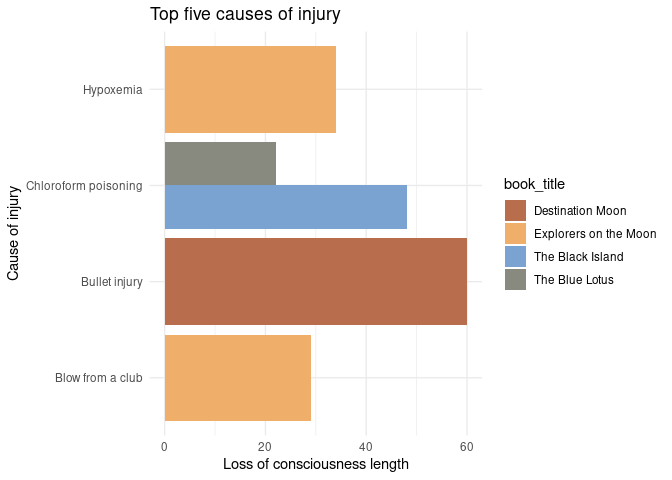 Top five causes of injury
Cause of injury
Hypoxemia
Chloroform poisoning
Bullet injury
Blow from a club
0 20 40 60
Loss of consciousness length
book_title
Destination Moon
Explorers on the Moon
The Black Island
The Blue Lotus